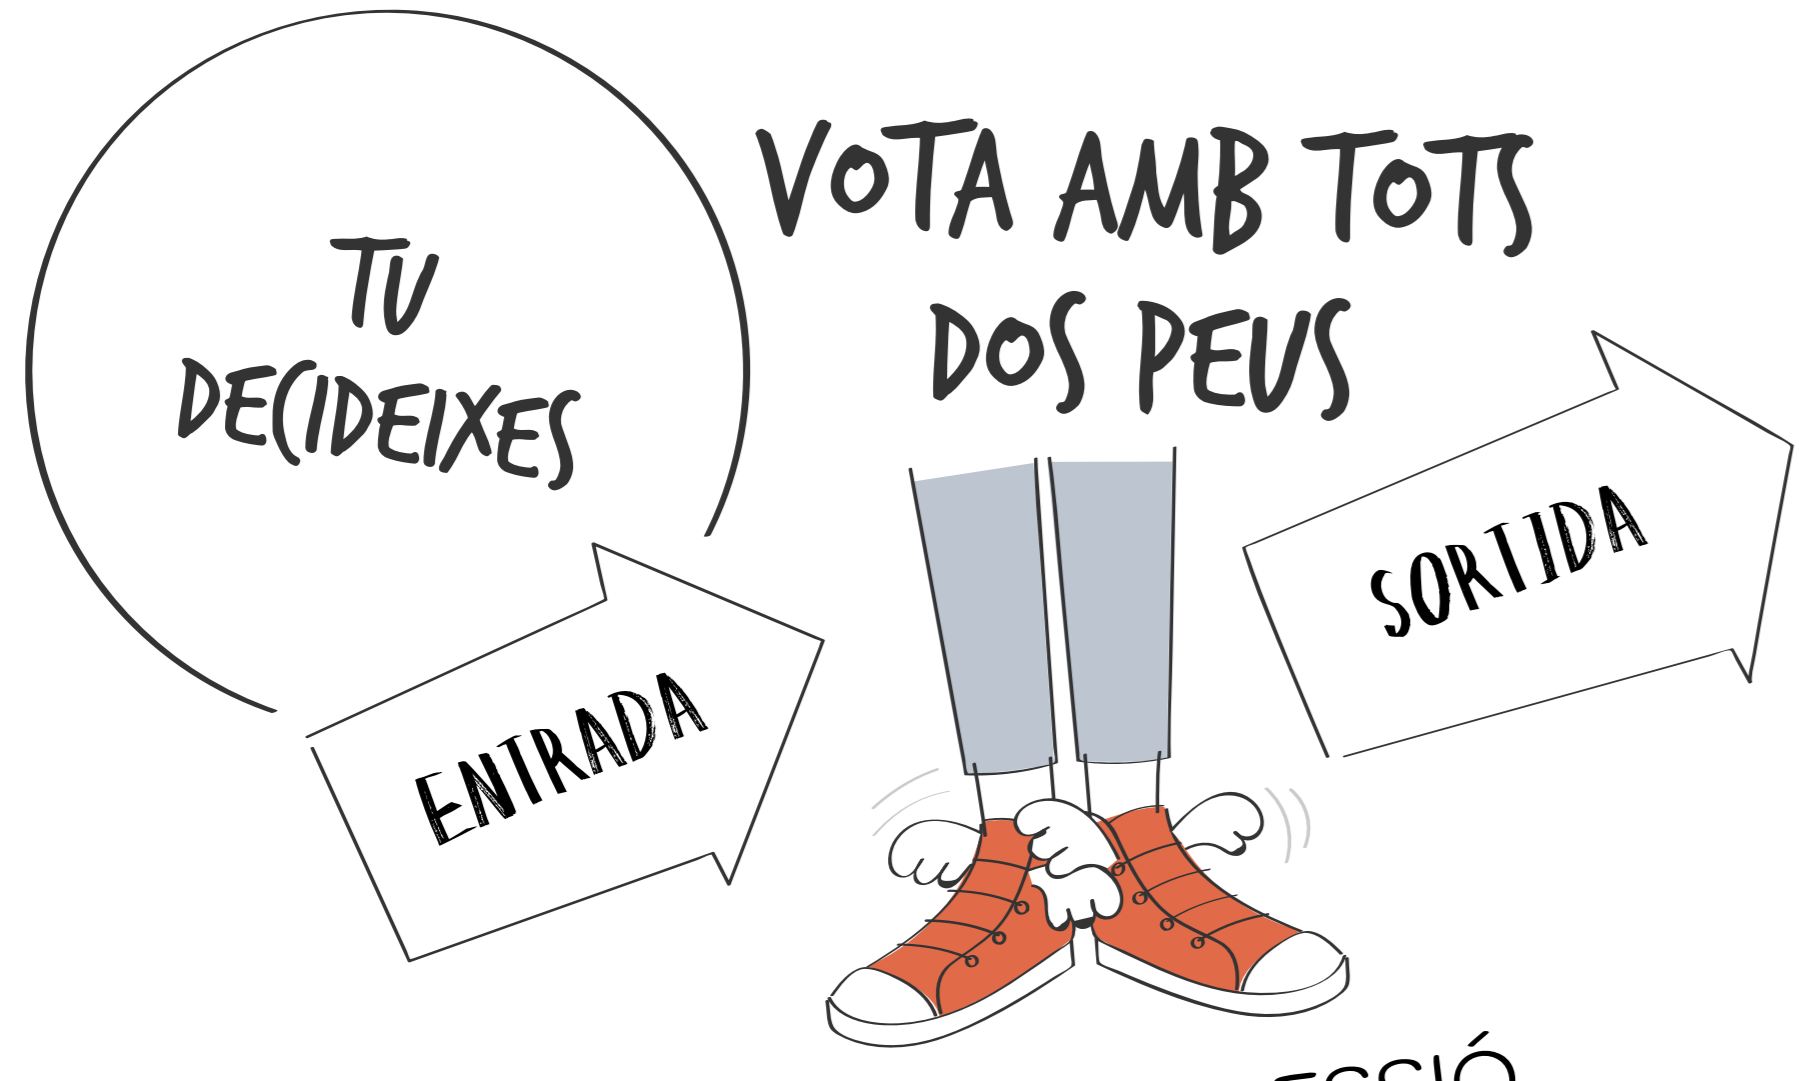 TU
DECIDEIXES
VOTA AMB TOTS
DOS PEUS
ENTRADA
SORTIDA